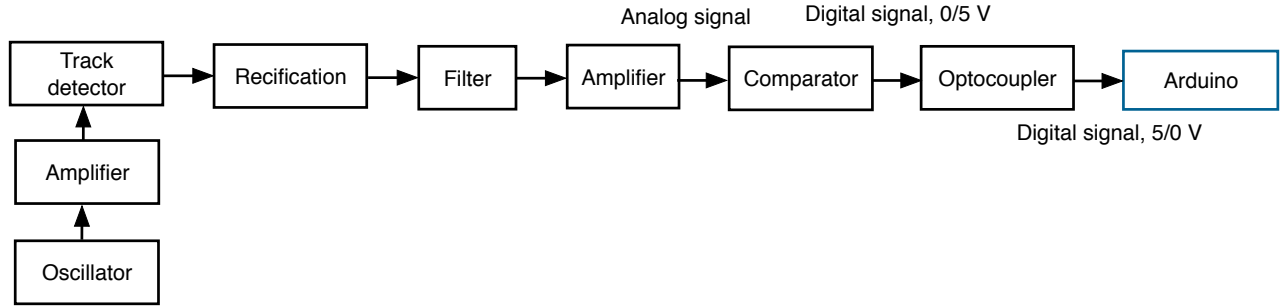 Analog signal
Digital signal, 0/5 V
Track
detector
Recification
Filter
Amplifier
Comparator
Optocoupler
Arduino
Digital signal, 5/0 V
Amplifier
Oscillator